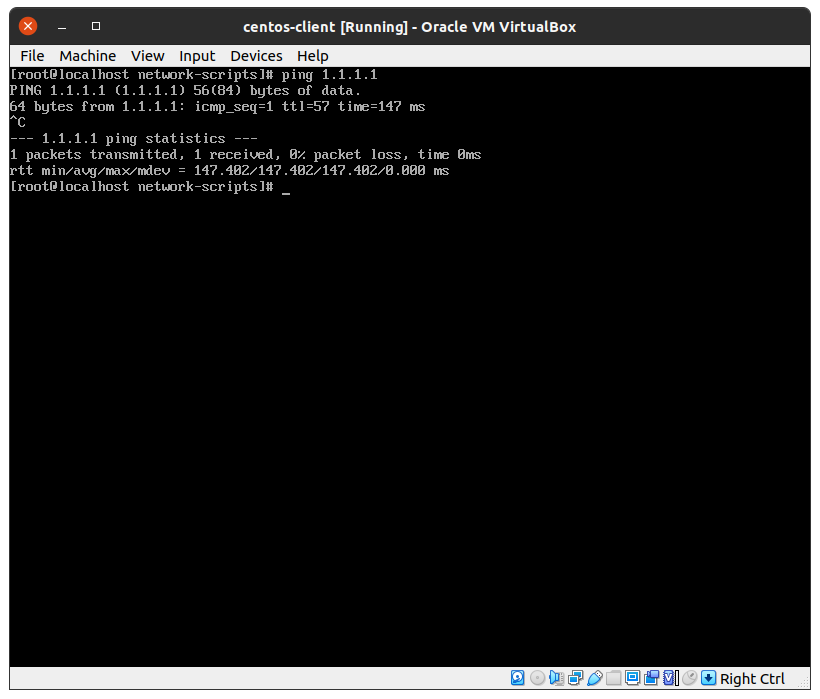 centos-client [Running] - Oracle VM VirtualBox
File Machine View Input Devices Help
[root@localhost network-scripts]# ping 1.1.1.1
PING 1.1.1.1 (1.1.1.1) 56(84) bytes of data.
64 bytes from 1.1.1.1: icmp_seq=1 ttl=57 time=147 ms
^C
--- 1.1.1.1 ping statistics ---
1 packets transmitted, 1 received, 0% packet loss, time 0ms
rtt min/avg/max/mdev = 147.402/147.402/147.402/0.000 ms
[root@localhost network-scripts]# _
Right Ctrl